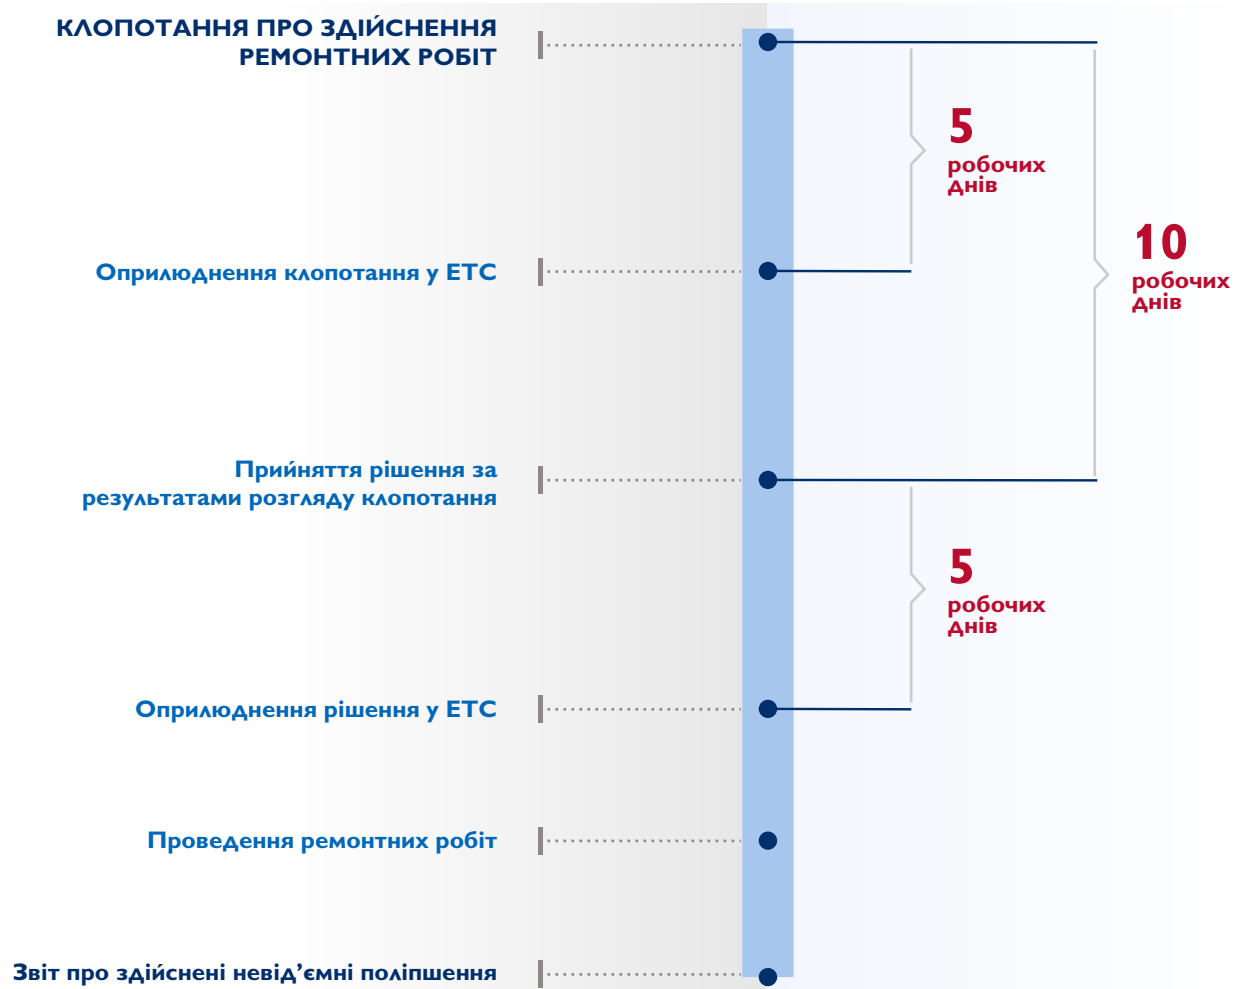 КЛОПОТАННЯ ПРО ЗДІЙСНЕННЯ
РЕМОНТНИХ РОБІТ
5
робочих
днів
10
робочих
днів
Оприлюднення клопотання у ЕТС
Прийняття рішення за
результатами розгляду клопотання
5
робочих
днів
Оприлюднення рішення у ЕТС
Проведення ремонтних робіт
Звіт про здійснені невід’ємні поліпшення